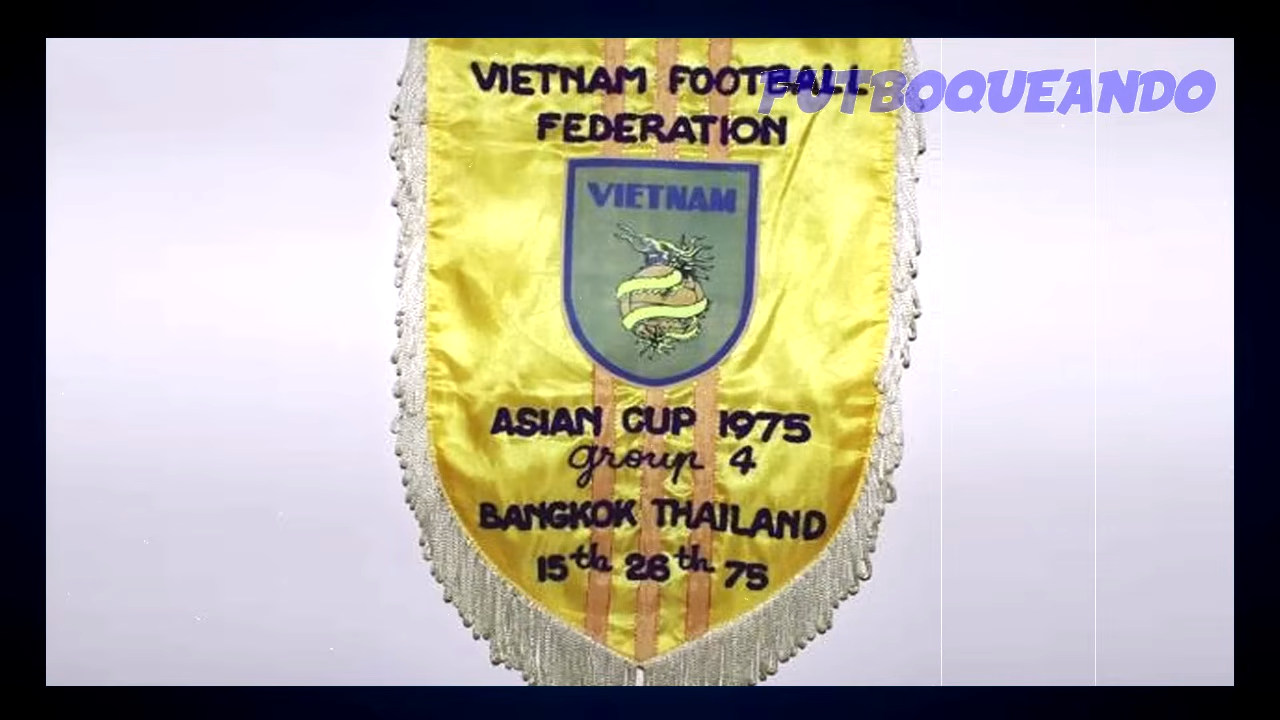 FUTBOQUEANDO
VIETNAM FOOTBALL
FEDERATION
VIETNAM
ASIAN CUP 1975
group 4
BANGKOK THAILAND
15th 26th 75